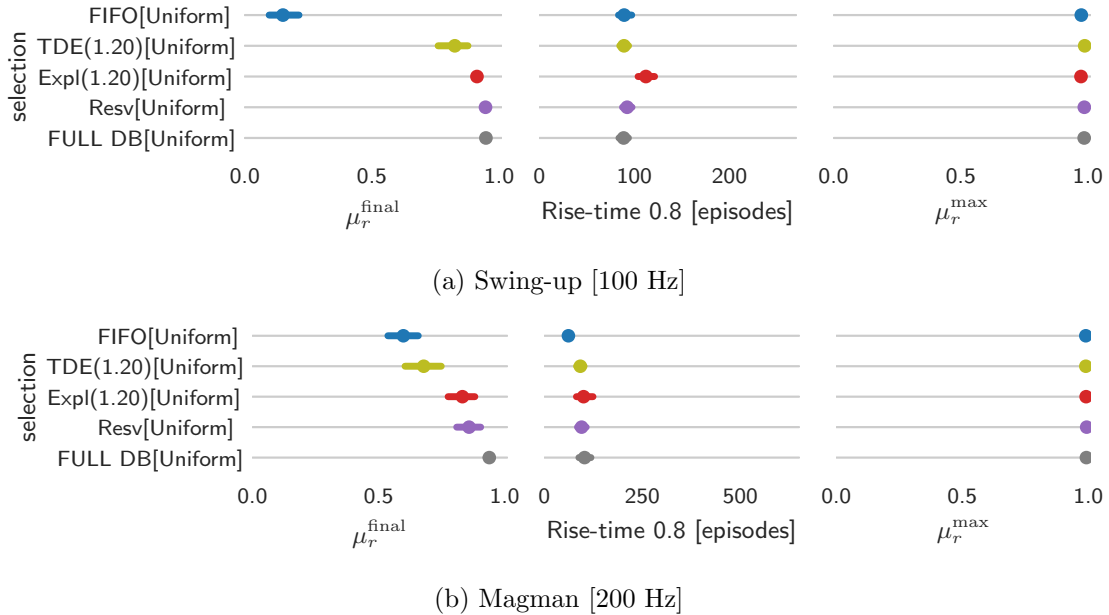 selection
FIFO[Uniform]
TDE(1.20)[Uniform]
Expl(1.20)[Uniform]
Resv[Uniform]
FULL DB[Uniform]
0.0 0.5 1.0 0 100 200 0.0 0.5 1.0
μ_r^final Rise-time 0.8 [episodes] μ_r^max
(a) Swing-up [100 Hz]
selection
FIFO[Uniform]
TDE(1.20)[Uniform]
Expl(1.20)[Uniform]
Resv[Uniform]
FULL DB[Uniform]
0.0 0.5 1.0 0 250 500 0.0 0.5 1.0
μ_r^final Rise-time 0.8 [episodes] μ_r^max
(b) Magman [200 Hz]